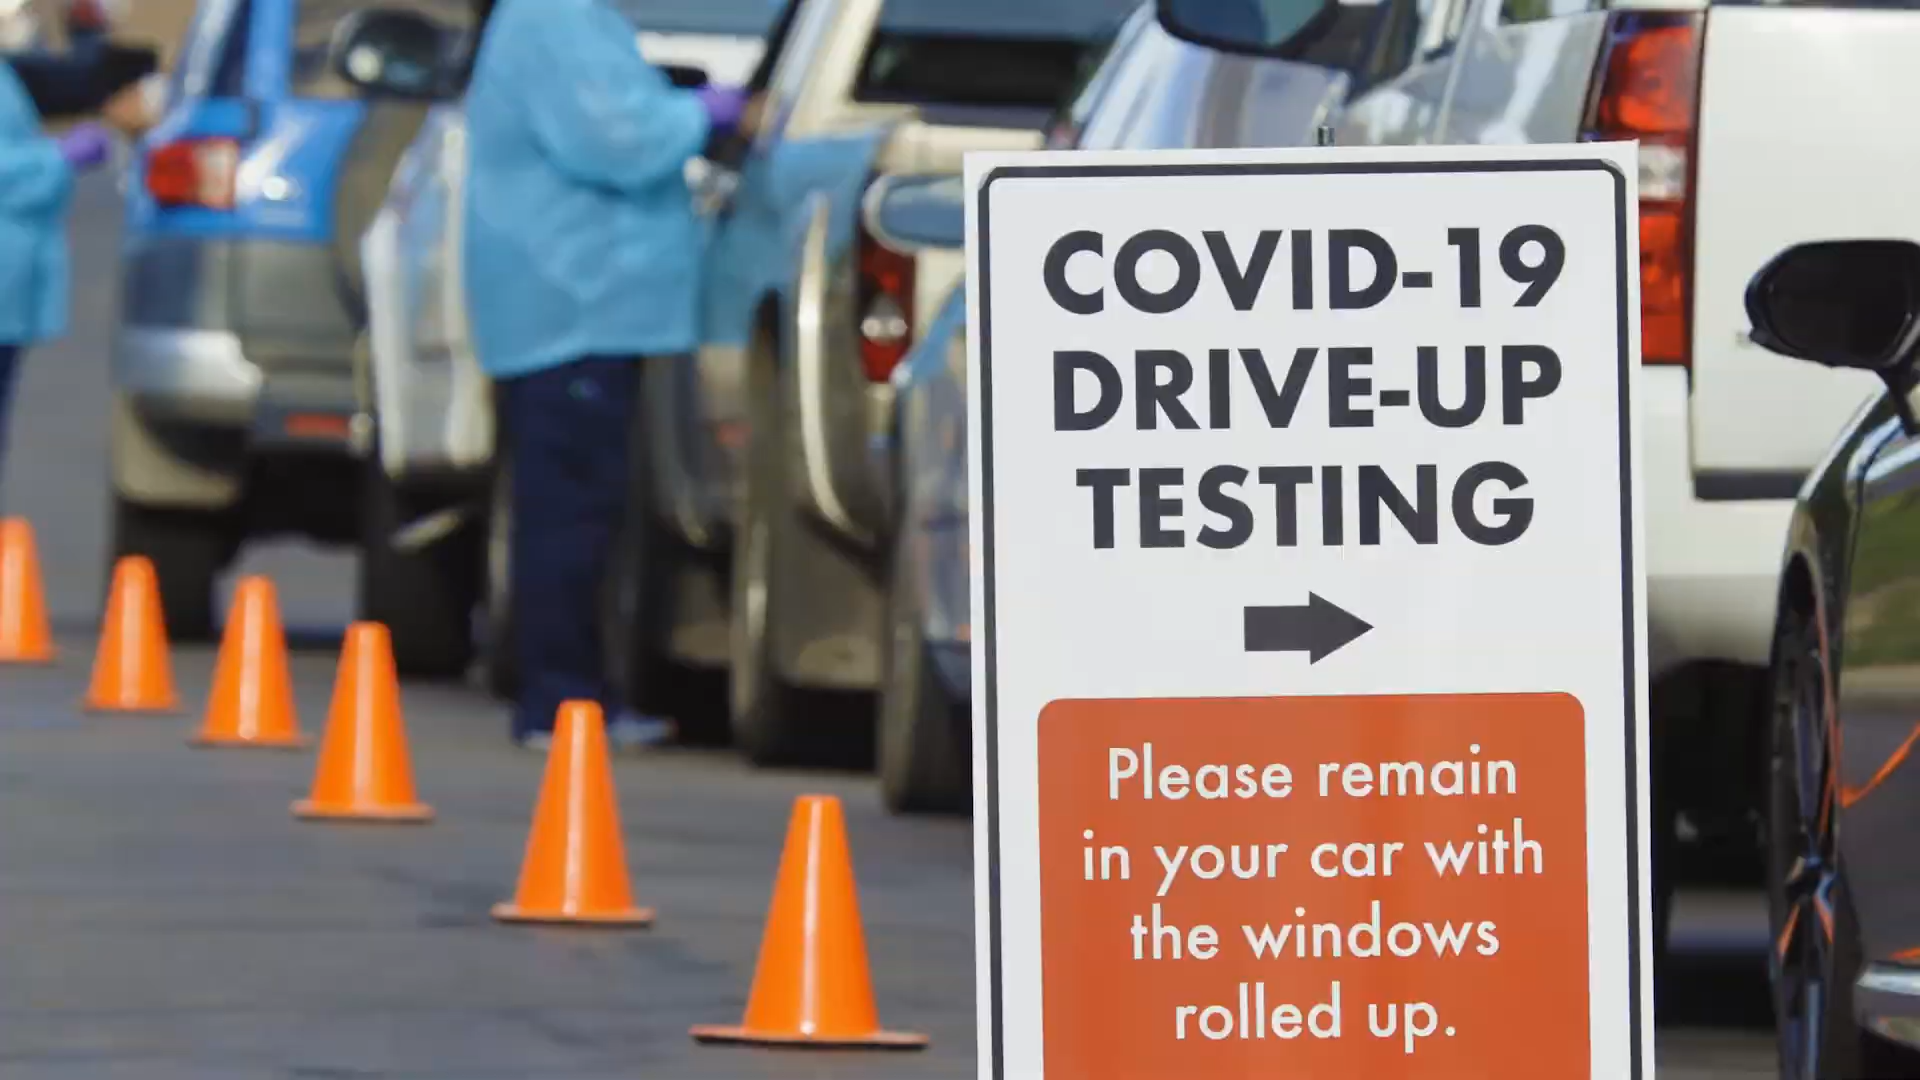 COVID-19
DRIVE-UP
TESTING
Please remain
in your car with
the windows
rolled up.